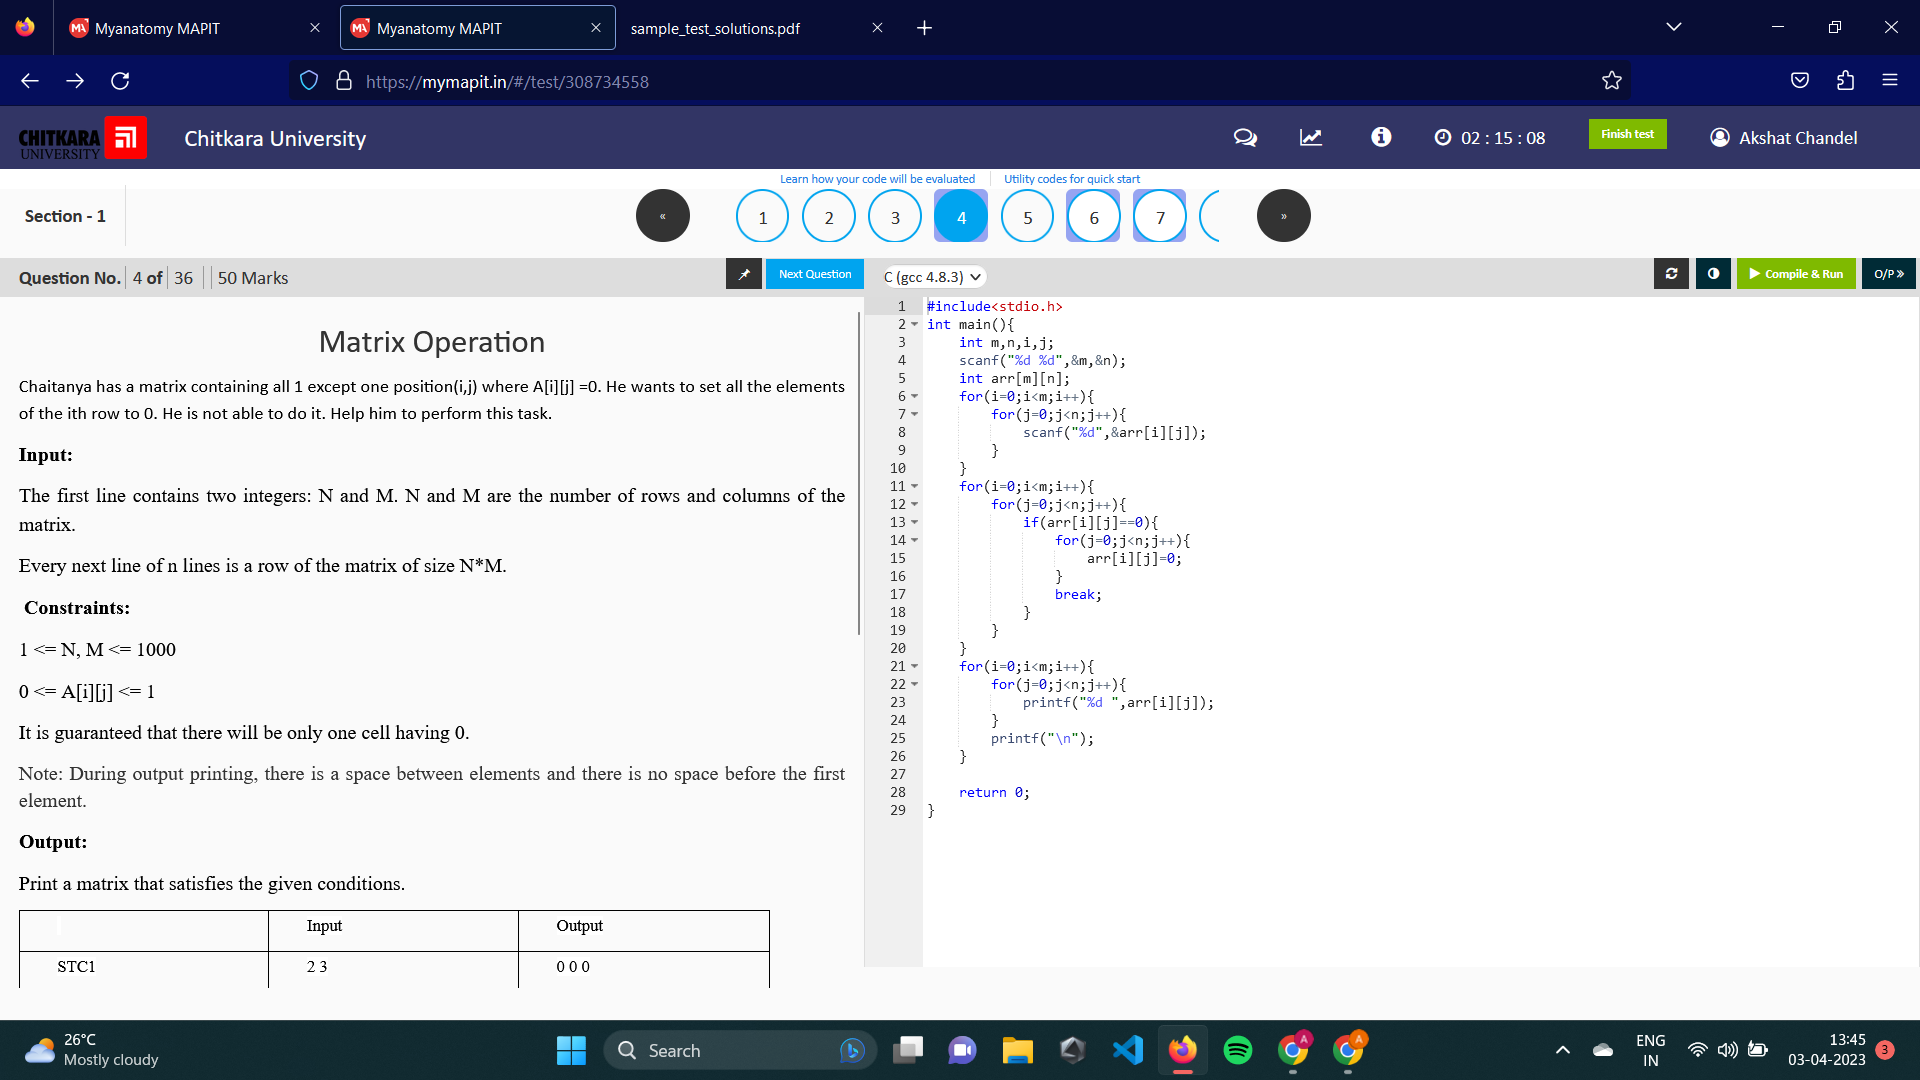 Myanatomy MAPIT
Myanatomy MAPIT
sample_test_solutions.pdf
https://mymapit.in/#/test/308734558
CHITKARA
UNIVERSITY
Chitkara University
02 : 15 : 08
Finish test
Akshat Chandel
Learn how your code will be evaluated
Utility codes for quick start
Section - 1
«
1
2
3
4
5
6
7
»
Question No. 4 of 36 50 Marks
Next Question
C (gcc 4.8.3)
Compile & Run
O/P »
Matrix Operation
Chaitanya has a matrix containing all 1 except one position(i,j) where A[i][j] =0. He wants to set all the elements
of the ith row to 0. He is not able to do it. Help him to perform this task.
Input:
The first line contains two integers: N and M. N and M are the number of rows and columns of the
matrix.
Every next line of n lines is a row of the matrix of size N*M.
Constraints:
1 <= N, M <= 1000
0 <= A[i][j] <= 1
It is guaranteed that there will be only one cell having 0.
Note: During output printing, there is a space between elements and there is no space before the first
element.
Output:
Print a matrix that satisfies the given conditions.
Input Output
STC1 2 3 0 0 0
1 #include<stdio.h>
2 int main(){
3 int m,n,i,j;
4 scanf("%d %d",&m,&n);
5 int arr[m][n];
6 for(i=0;i<m;i++){
7 for(j=0;j<n;j++){
8 scanf("%d",&arr[i][j]);
9 }
10 }
11 for(i=0;i<m;i++){
12 for(j=0;j<n;j++){
13 if(arr[i][j]==0){
14 for(j=0;j<n;j++){
15 arr[i][j]=0;
16 }
17 break;
18 }
19 }
20 }
21 for(i=0;i<m;i++){
22 for(j=0;j<n;j++){
23 printf("%d ",arr[i][j]);
24 }
25 printf("\n");
26 }
27
28 return 0;
29 }
26°C
Mostly cloudy
Search
A
A
ENG
IN
13:45
03-04-2023
3